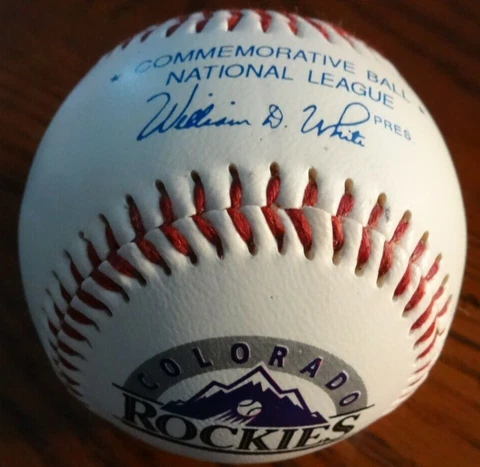 COMMEMORATIVE BALL
NATIONAL LEAGUE
William D. White PRES
COLORADO
ROCKIES